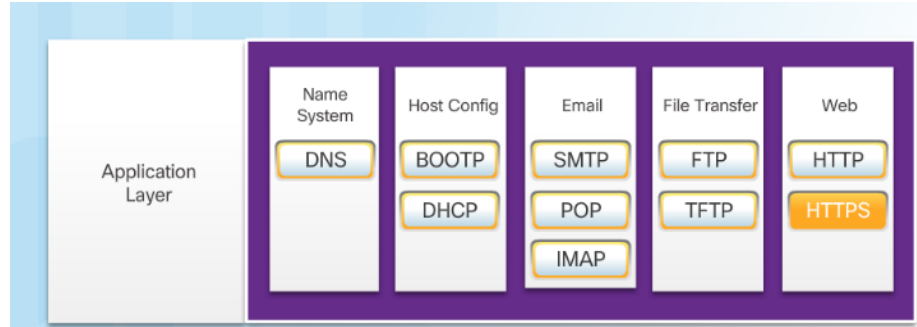 Application
Layer
Name
System
DNS
Host Config
BOOTP
DHCP
Email
SMTP
POP
IMAP
File Transfer
FTP
TFTP
Web
HTTP
HTTPS